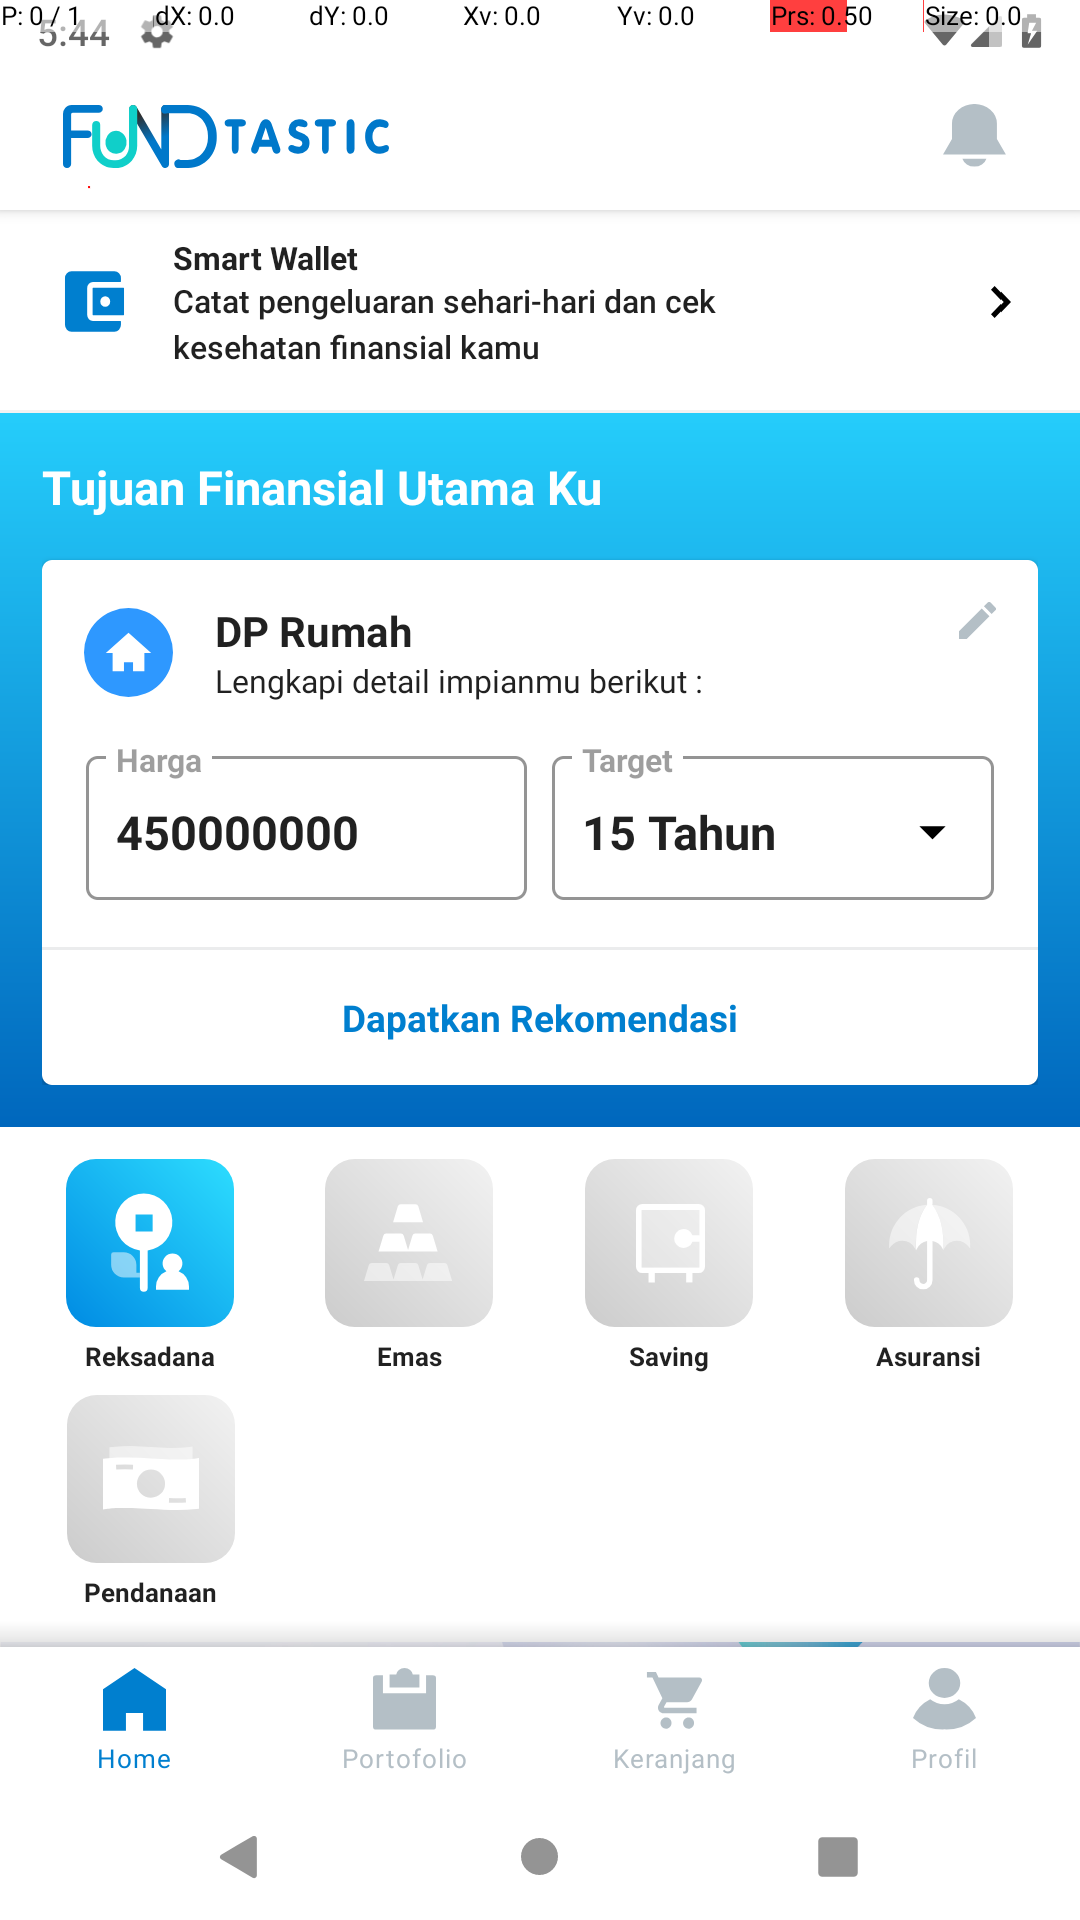 P: 0 / 1 dX: 0.0 dY: 0.0 Xv: 0.0 Yv: 0.0 Prs: 0.50 Size: 0.0
5:44
FUNDTASTIC
Smart Wallet
Catat pengeluaran sehari-hari dan cek
kesehatan finansial kamu
Tujuan Finansial Utama Ku
DP Rumah
Lengkapi detail impianmu berikut :
Harga Target
450000000 15 Tahun
Dapatkan Rekomendasi
Reksadana Emas Saving Asuransi
Pendanaan
Home Portofolio Keranjang Profil